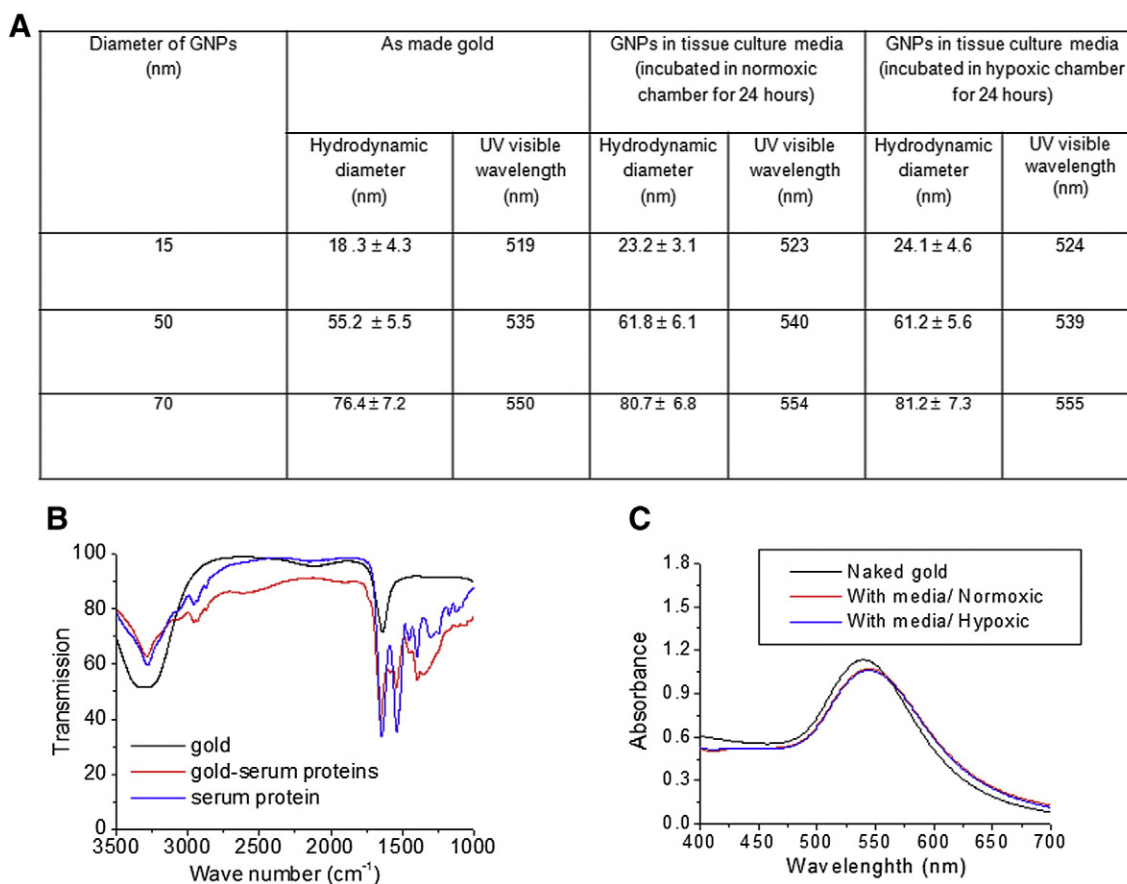 A
Diameter of GNPs
(nm)
As made gold
GNPs in tissue culture media
(incubated in normoxic
chamber for 24 hours)
GNPs in tissue culture media
(incubated in hypoxic chamber
for 24 hours)
Hydrodynamic
diameter
(nm)
UV visible
wavelength
(nm)
Hydrodynamic
diameter
(nm)
UV visible
wavelength
(nm)
Hydrodynamic
diameter
(nm)
UV visible
wavelength
(nm)
15 18 .3 ± 4.3 519 23.2 ± 3.1 523 24.1 ± 4.6 524
50 55.2 ± 5.5 535 61.8 ± 6.1 540 61.2 ± 5.6 539
70 76.4 ± 7.2 550 80.7 ± 6.8 554 81.2 ± 7.3 555
B
Transmission
100
80
60
40
20
0
gold
gold-serum proteins
serum protein
3500 3000 2500 2000 1500 1000
Wave number (cm⁻¹)
C
Absorbance
1.8
1.5
1.2
0.9
0.6
0.3
0.0
Naked gold
With media/ Normoxic
With media/ Hypoxic
400 450 500 550 600 650 700
Wavelenghth (nm)